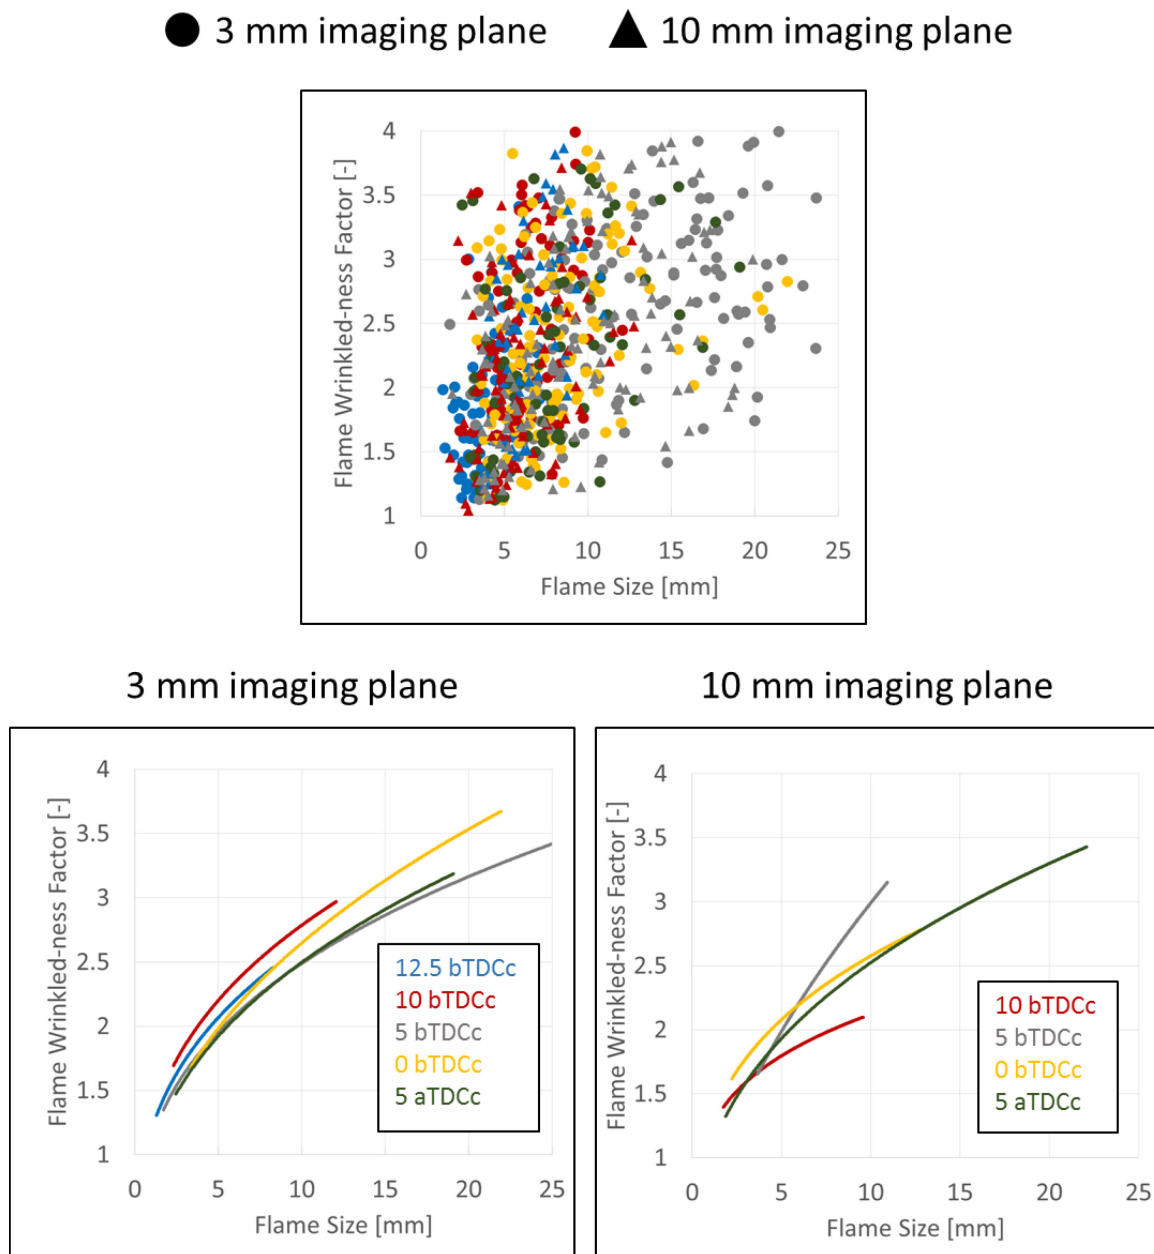 3 mm imaging plane 10 mm imaging plane
4
3.5
3
2.5
2
1.5
1
Flame Wrinkled-ness Factor [-]
0 5 10 15 20 25
Flame Size [mm]
3 mm imaging plane
4
3.5
3
2.5
2
1.5
1
Flame Wrinkled-ness Factor [-]
12.5 bTDCc
10 bTDCc
5 bTDCc
0 bTDCc
5 aTDCc
0 5 10 15 20 25
Flame Size [mm]
10 mm imaging plane
4
3.5
3
2.5
2
1.5
1
Flame Wrinkled-ness Factor [-]
10 bTDCc
5 bTDCc
0 bTDCc
5 aTDCc
0 5 10 15 20 25
Flame Size [mm]